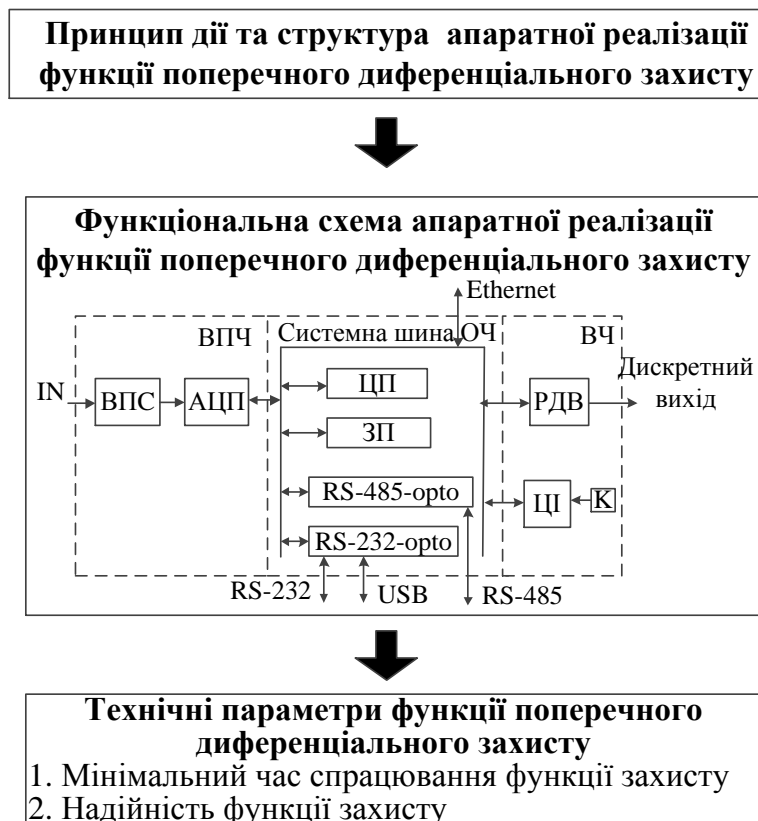 Принцип дії та структура апаратної реалізації
функції поперечного диференціального захисту
Функціональна схема апаратної реалізації
функції поперечного диференціального захисту
Ethernet
ВПЧ
Системна шина ОЧ
ВЧ
IN
ВПС
АЦП
ЦП
ЗП
RS-485-opto
RS-232-opto
РДВ
Дискретний
вихід
ЦІ
К
RS-232
USB
RS-485
Технічні параметри функції поперечного
диференціального захисту
1. Мінімальний час спрацювання функції захисту
2. Надійність функції захисту